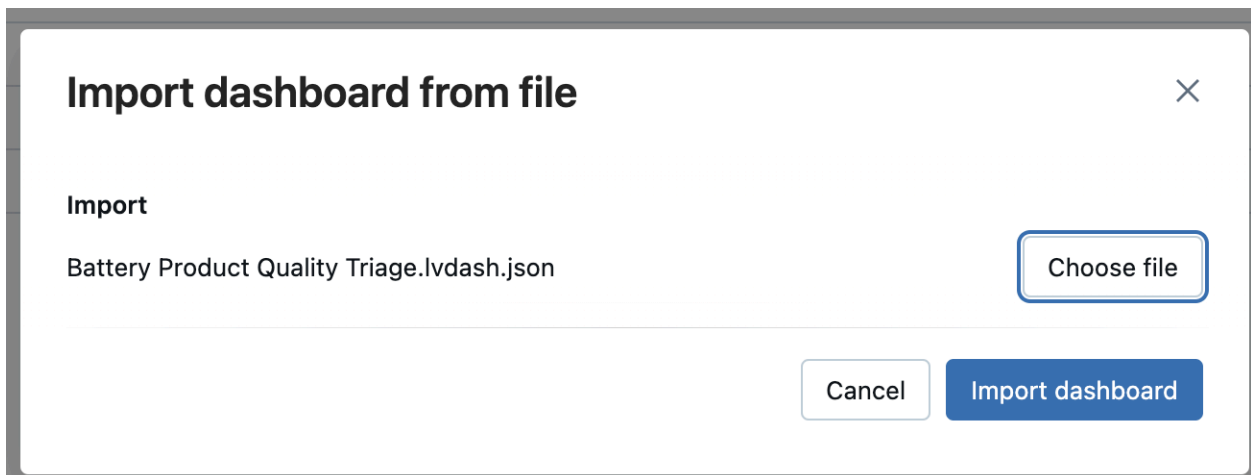 Import dashboard from file
Import
Battery Product Quality Triage.lvdash.json
Choose file
Cancel
Import dashboard